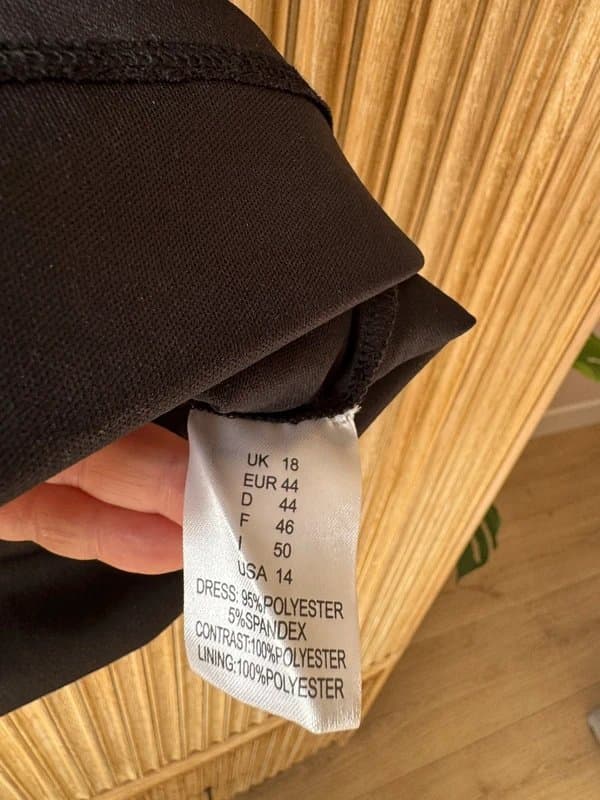 UK 18
EUR 44
D 44
F 46
I 50
USA 14
DRESS: 95%POLYESTER
5%SPANDEX
CONTRAST:100%POLYESTER
LINING:100%POLYESTER